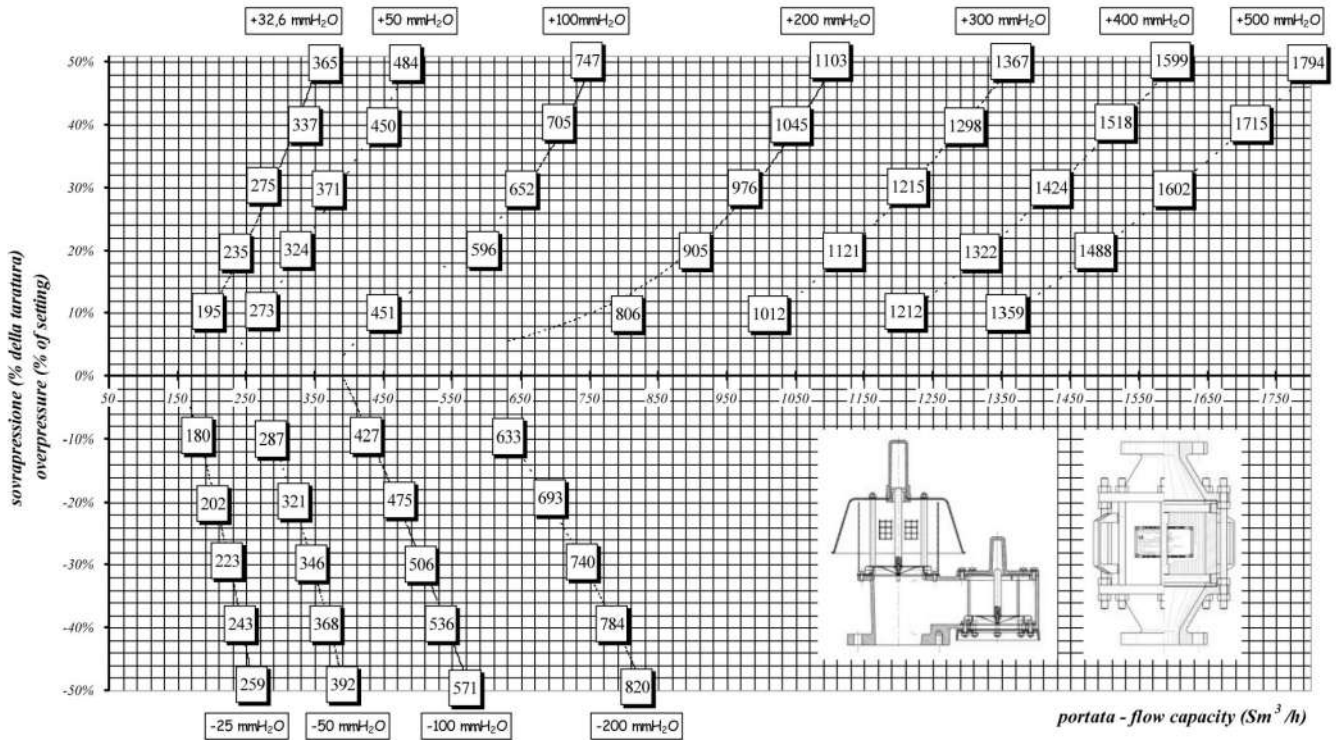 +32,6 mmH₂O +50 mmH₂O +100mmH₂O +200 mmH₂O +300 mmH₂O +400 mmH₂O +500 mmH₂O
50% 365 484 747 1103 1367 1599 1794
40% 337 450 705 1045 1298 1518 1715
30% 275 371 652 976 1215 1424 1602
20% 235 324 596 905 1121 1322 1488
10% 195 273 451 806 1012 1212 1359
0%
50 150 250 350 450 550 650 750 850 950 1050 1150 1250 1350 1450 1550 1650 1750
-10% 180 287 427 633
-20% 202 321 475 693
-30% 223 346 506 740
-40% 243 368 536 784
-50% 259 392 571 820
-25 mmH₂O -50 mmH₂O -100 mmH₂O -200 mmH₂O
sovrapressione (% della taratura)
overpressure (% of setting)
portata - flow capacity (Sm³/h)